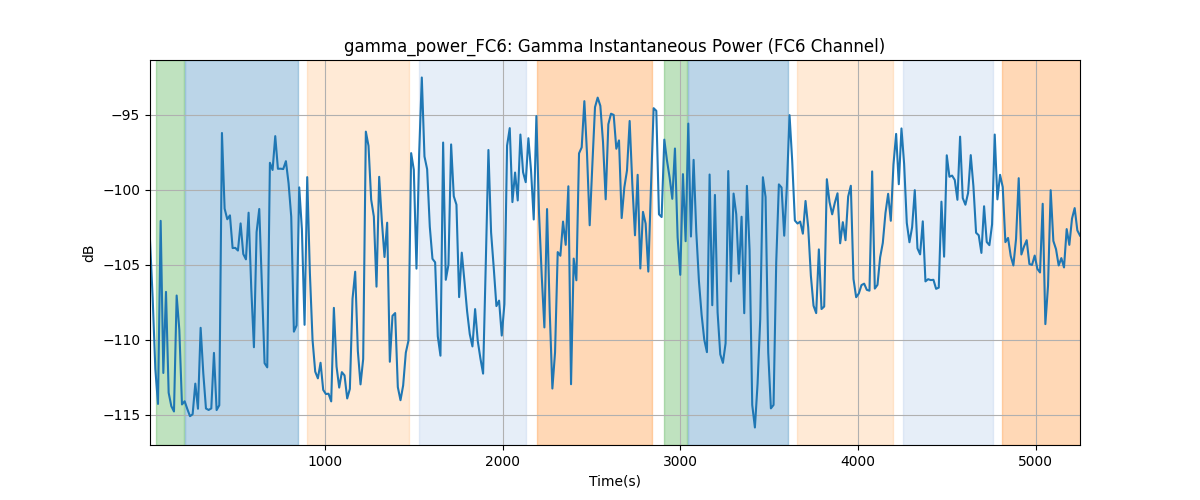 gamma_power_FC6: Gamma Instantaneous Power (FC6 Channel)
dB
−95
−100
−105
−110
−115
1000 2000 3000 4000 5000
Time(s)